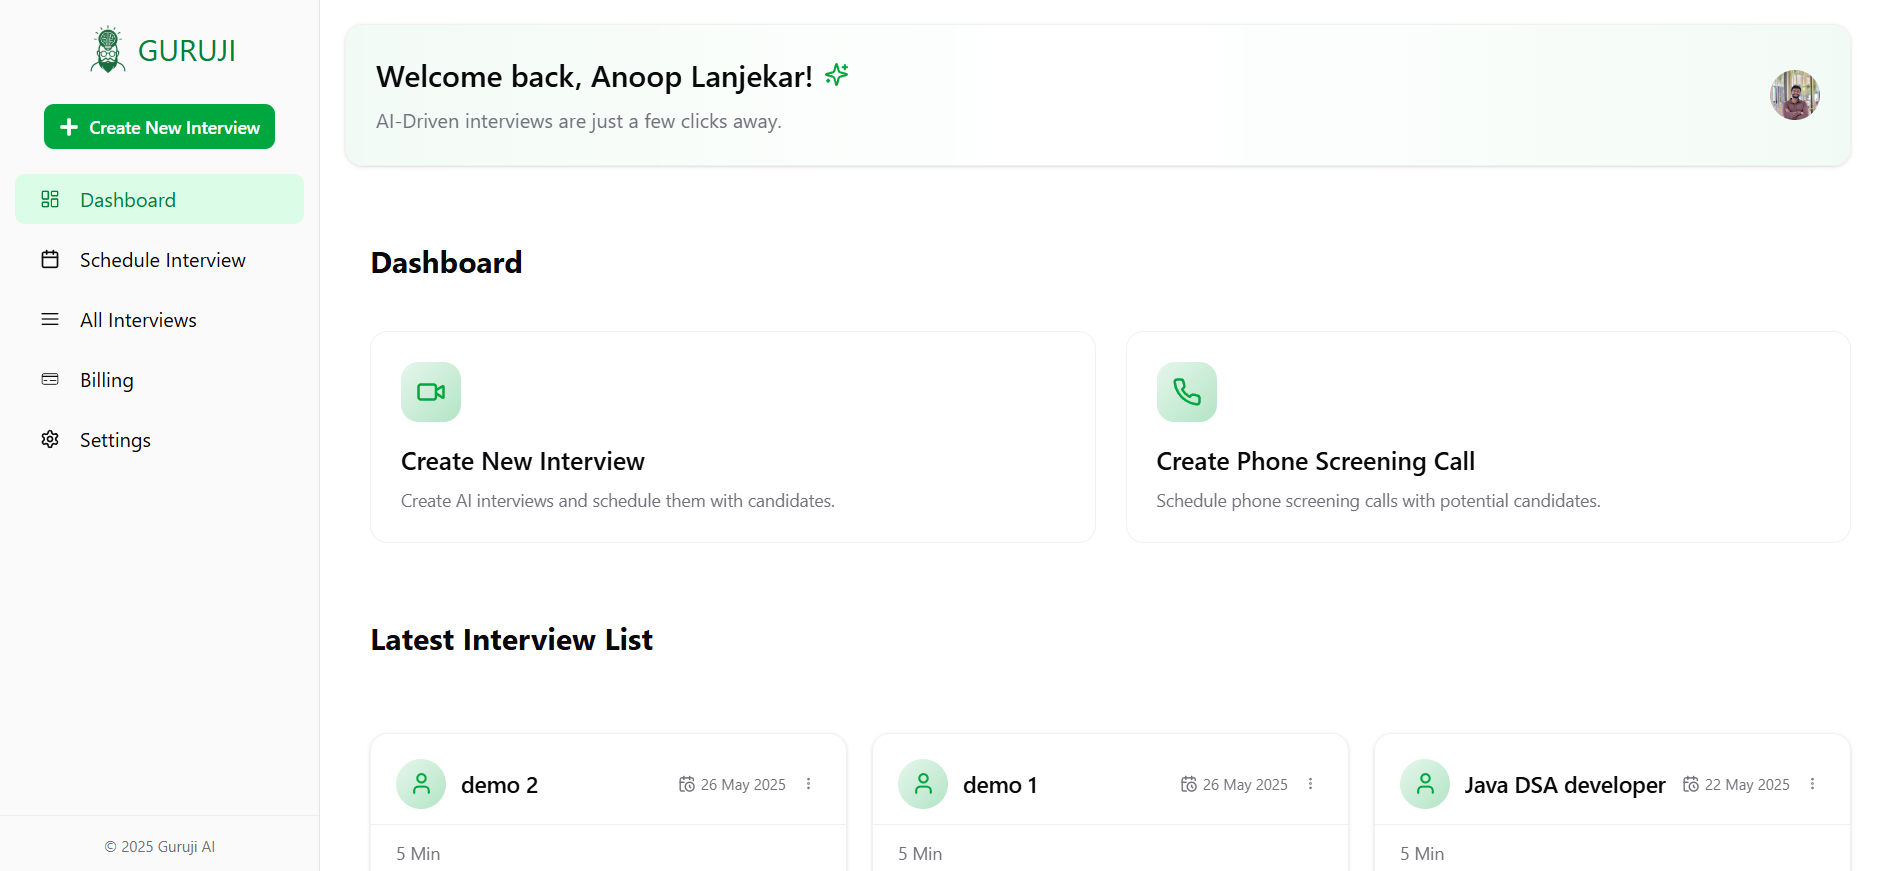 GURUJI
Create New Interview
Dashboard
Schedule Interview
All Interviews
Billing
Settings
© 2025 Guruji AI
Welcome back, Anoop Lanjekar!
AI-Driven interviews are just a few clicks away.
Dashboard
Create New Interview
Create AI interviews and schedule them with candidates.
Create Phone Screening Call
Schedule phone screening calls with potential candidates.
Latest Interview List
demo 2
26 May 2025
5 Min
demo 1
26 May 2025
5 Min
Java DSA developer
22 May 2025
5 Min